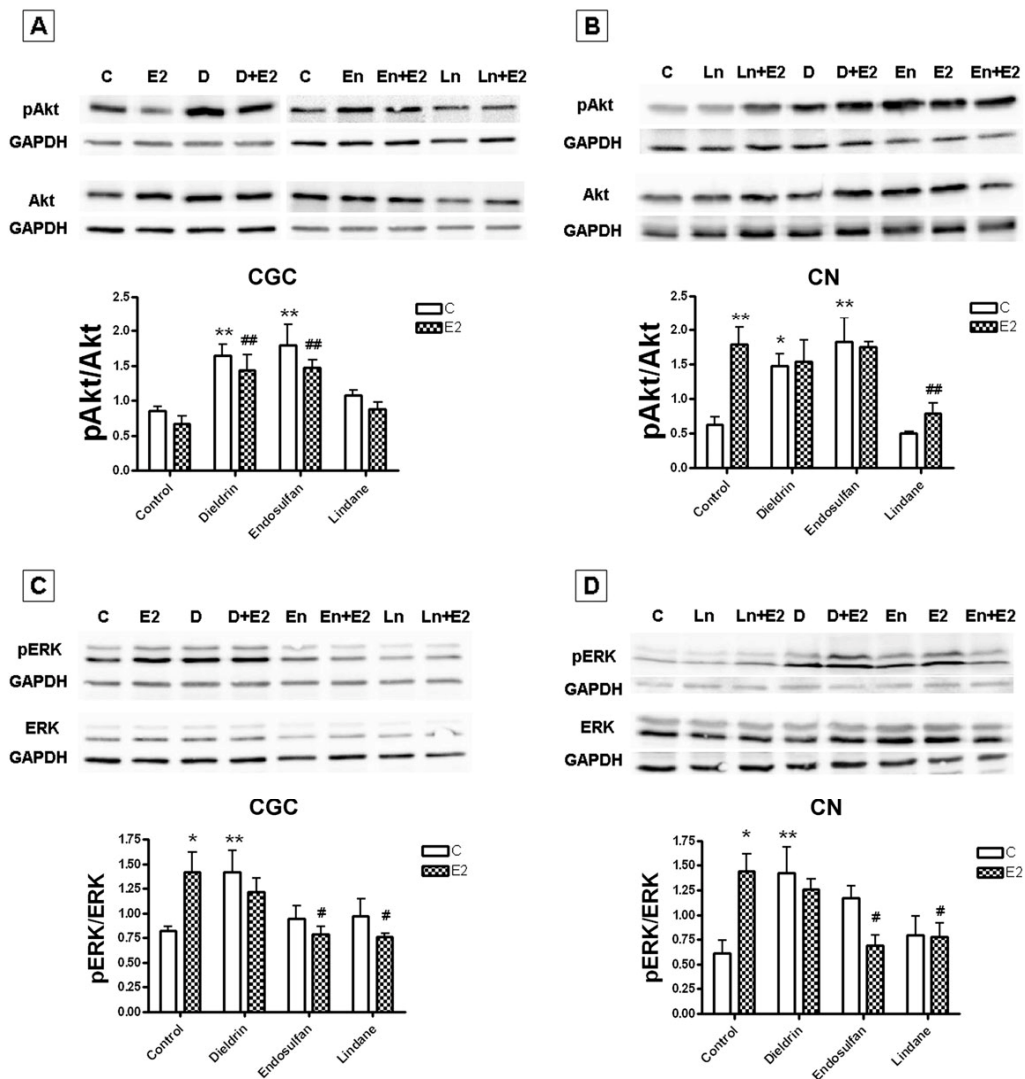 A
C E2 D D+E2 C En En+E2 Ln Ln+E2
pAkt
GAPDH
Akt
GAPDH
CGC
pAkt/Akt
2.5
2.0
1.5
1.0
0.5
0.0
** ## ** ##
C
E2
Control Dieldrin Endosulfan Lindane
B
C Ln Ln+E2 D D+E2 En E2 En+E2
pAkt
GAPDH
Akt
GAPDH
CN
pAkt/Akt
2.5
2.0
1.5
1.0
0.5
0.0
** * ** ##
C
E2
Control Dieldrin Endosulfan Lindane
C
C E2 D D+E2 En En+E2 Ln Ln+E2
pERK
GAPDH
ERK
GAPDH
CGC
pERK/ERK
1.75
1.50
1.25
1.00
0.75
0.50
0.25
0.00
* ** # #
C
E2
Control Dieldrin Endosulfan Lindane
D
C Ln Ln+E2 D D+E2 En E2 En+E2
pERK
GAPDH
ERK
GAPDH
CN
pERK/ERK
1.75
1.50
1.25
1.00
0.75
0.50
0.25
0.00
* ** # #
C
E2
Control Dieldrin Endosulfan Lindane